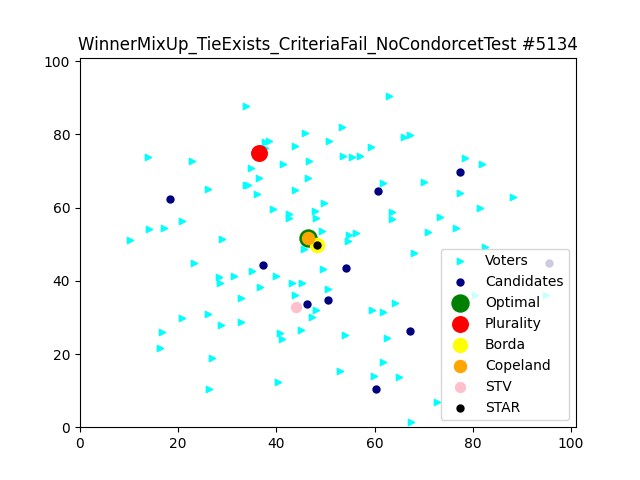 WinnerMixUp_TieExists_CriteriaFail_NoCondorcetTest #5134
100
80
60
40
20
0
0 20 40 60 80 100
Voters
Candidates
Optimal
Plurality
Borda
Copeland
STV
STAR